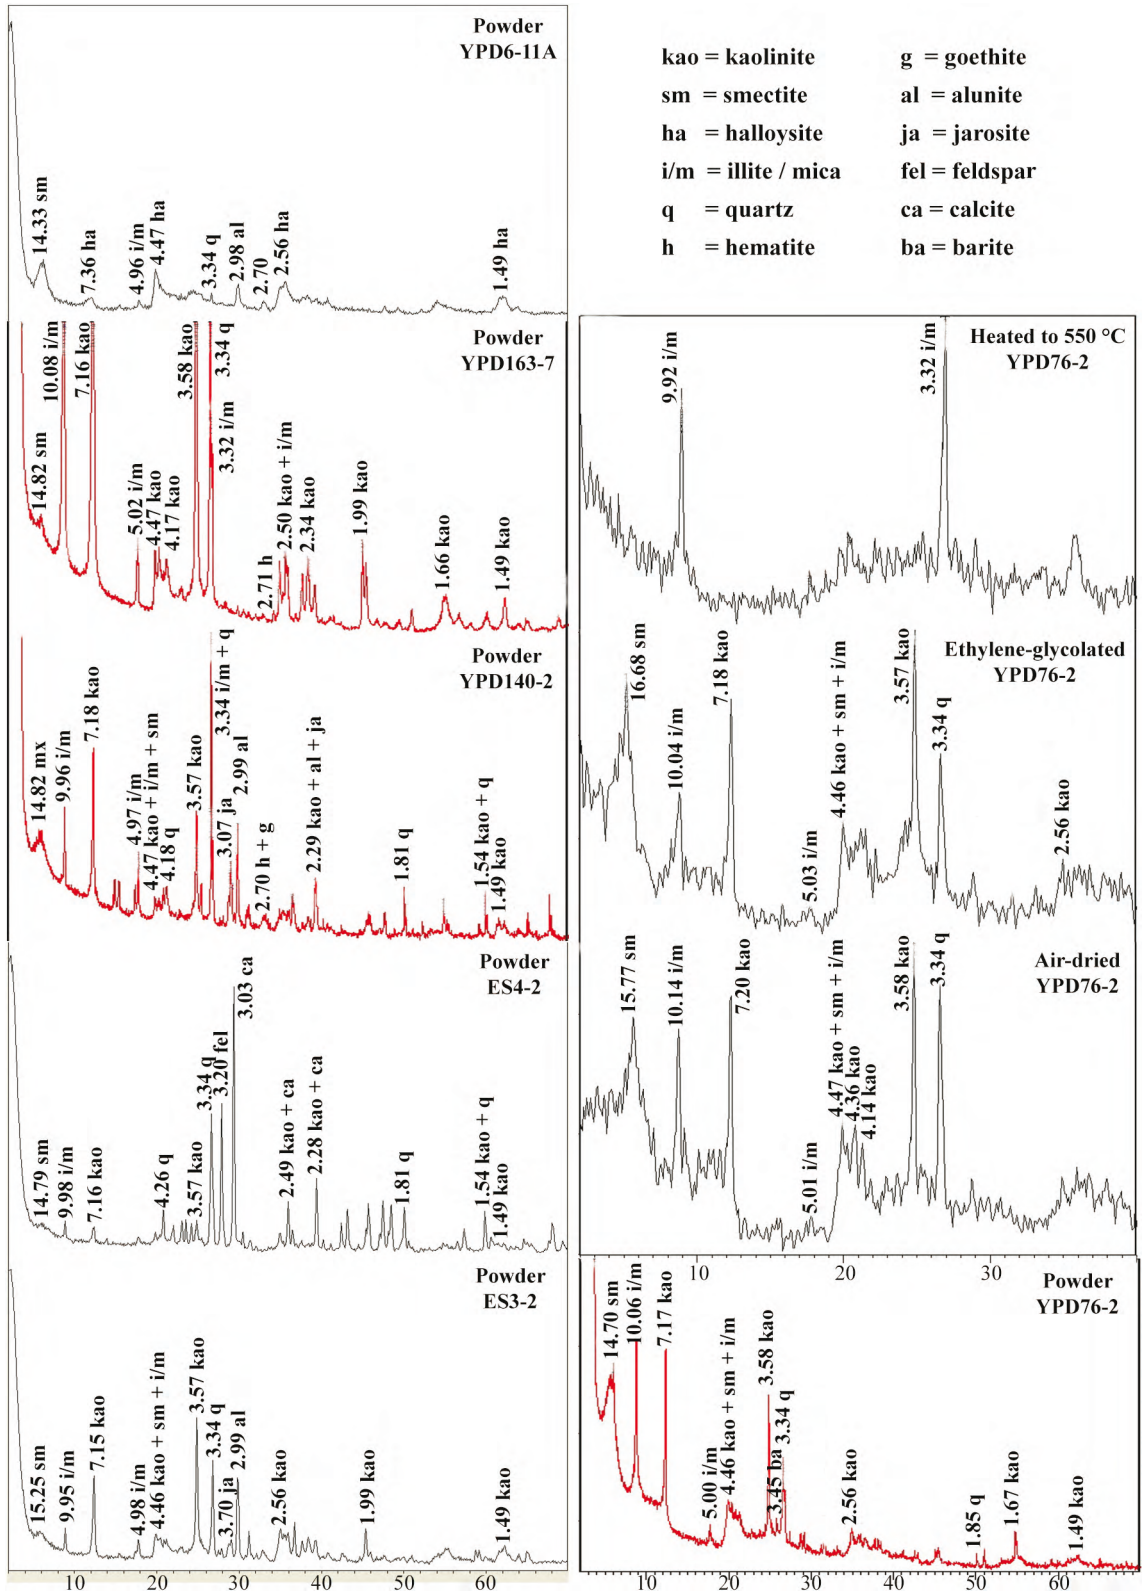 Powder
YPD6-11A
14.33 sm
7.36 ha
4.96 i/m
4.47 ha
3.34 q
2.98 al
2.70
2.56 ha
1.49 ha
kao = kaolinite
g = goethite
sm = smectite
al = alunite
ha = halloysite
ja = jarosite
i/m = illite / mica
fel = feldspar
q = quartz
ca = calcite
h = hematite
ba = barite
Powder
YPD163-7
14.82 sm
10.08 i/m
7.16 kao
5.02 i/m
4.47 kao
4.17 kao
3.58 kao
3.34 q
3.32 i/m
2.71 h
2.50 kao + i/m
2.34 kao
1.99 kao
1.66 kao
1.49 kao
Powder
YPD140-2
14.82 mx
9.96 i/m
7.18 kao
4.97 i/m
4.47 kao + i/m + sm
4.18 q
3.57 kao
3.34 i/m + q
3.07 ja
2.99 al
2.70 h + g
2.29 kao + al + ja
1.81 q
1.54 kao + q
1.49 kao
Powder
ES4-2
14.79 sm
9.98 i/m
7.16 kao
4.26 q
3.57 kao
3.34 q
3.20 fel
3.03 ca
2.49 kao + ca
2.28 kao + ca
1.81 q
1.54 kao + q
1.49 kao
Powder
ES3-2
15.25 sm
9.95 i/m
7.15 kao
4.98 i/m
4.46 kao + sm + i/m
3.57 kao
3.34 q
3.70 ja
2.99 al
2.56 kao
1.99 kao
1.49 kao
10 20 30 40 50 60
Heated to 550 °C
YPD76-2
9.92 i/m
3.32 i/m
Ethylene-glycolated
YPD76-2
16.68 sm
10.04 i/m
7.18 kao
5.03 i/m
4.46 kao + sm + i/m
3.57 kao
3.34 q
2.56 kao
Air-dried
YPD76-2
15.77 sm
10.14 i/m
7.20 kao
5.01 i/m
4.47 kao + sm + i/m
4.36 kao
4.14 kao
3.58 kao
3.34 q
10 20 30
Powder
YPD76-2
14.70 sm
10.06 i/m
7.17 kao
5.00 i/m
4.46 kao + sm + i/m
3.58 kao
3.45 ba
3.34 q
2.56 kao
1.85 q
1.67 kao
1.49 kao
10 20 30 40 50 60